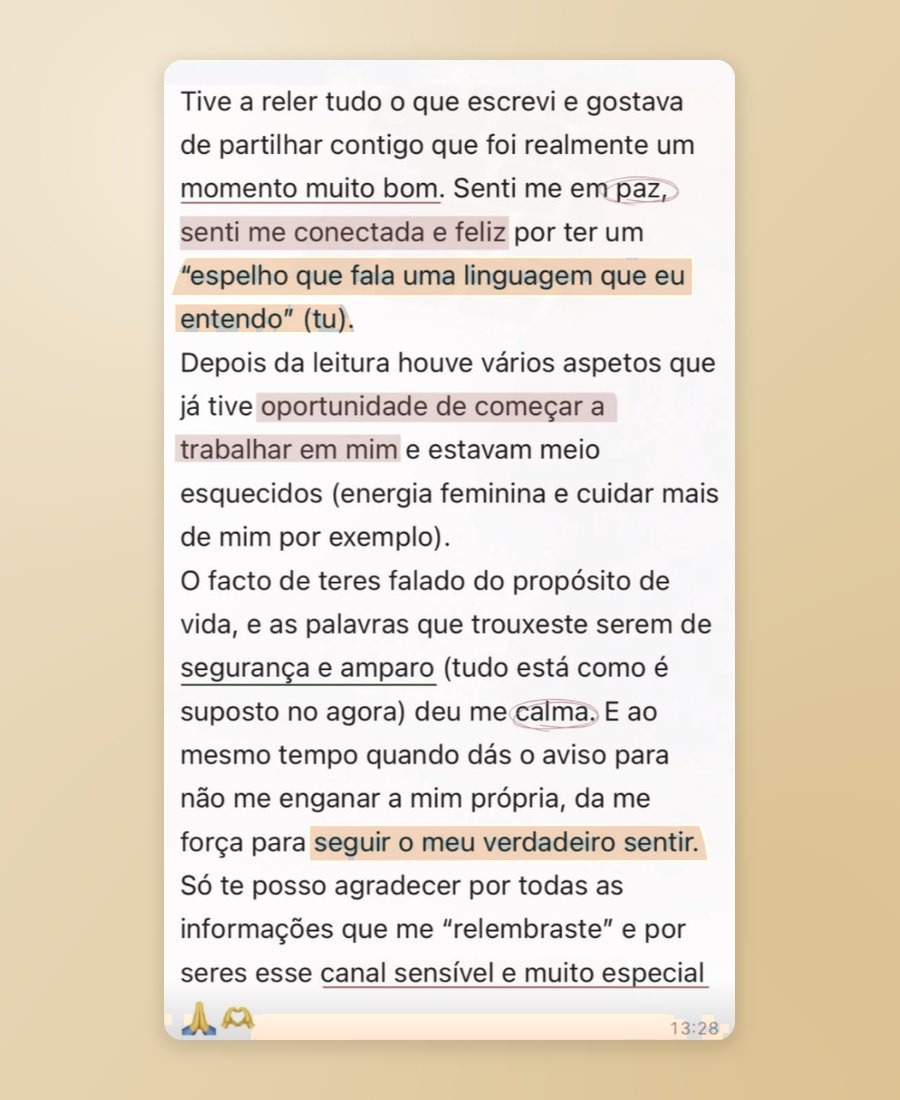 Tive a reler tudo o que escrevi e gostava
de partilhar contigo que foi realmente um
momento muito bom. Senti me em paz,
senti me conectada e feliz por ter um
“espelho que fala uma linguagem que eu
entendo” (tu).
Depois da leitura houve vários aspetos que
já tive oportunidade de começar a
trabalhar em mim e estavam meio
esquecidos (energia feminina e cuidar mais
de mim por exemplo).
O facto de teres falado do propósito de
vida, e as palavras que trouxeste serem de
segurança e amparo (tudo está como é
suposto no agora) deu me calma. E ao
mesmo tempo quando dás o aviso para
não me enganar a mim própria, da me
força para seguir o meu verdadeiro sentir.
Só te posso agradecer por todas as
informações que me “relembraste” e por
seres esse canal sensível e muito especial
🙏🫶
13:28